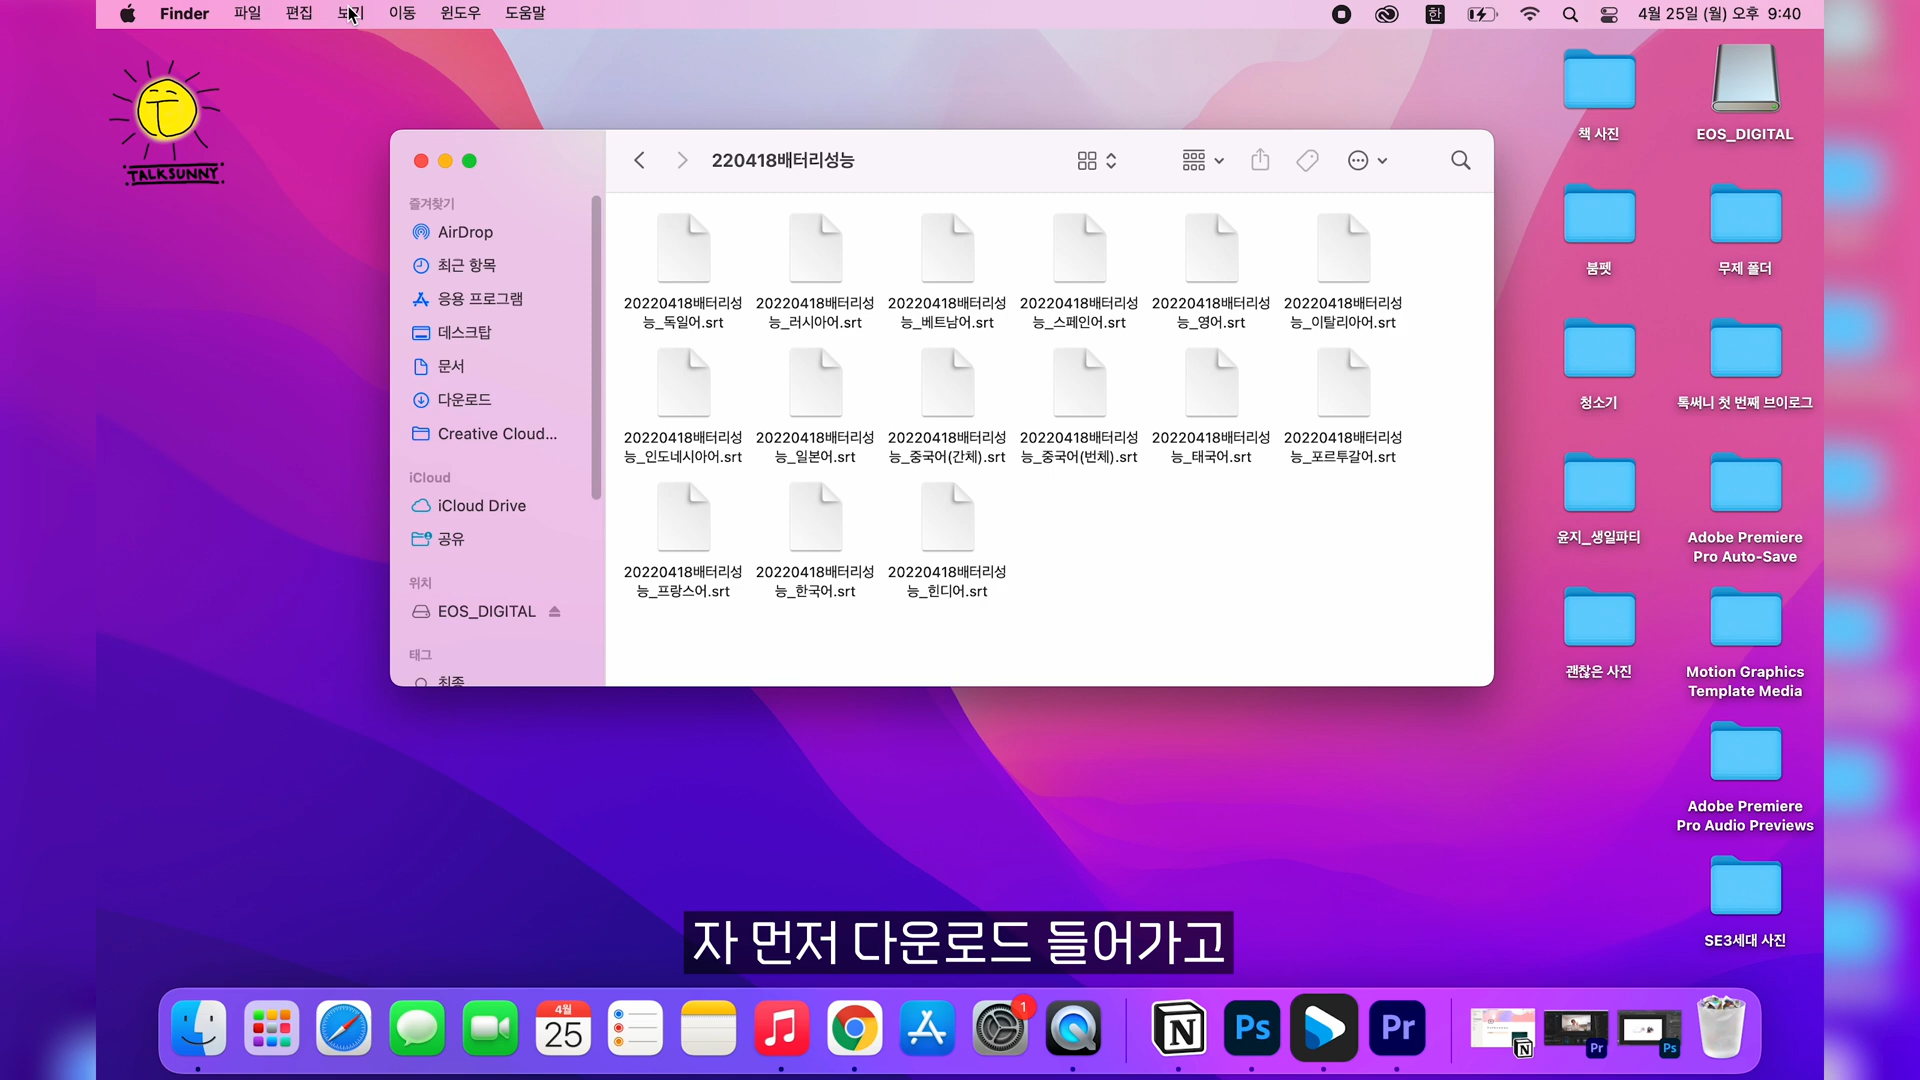 Finder 파일 편집 보기 이동 윈도우 도움말
한 4월 25일 (월) 오후 9:40
T
TALKSUNNY
220418배터리성능
즐겨찾기
AirDrop
최근 항목
응용 프로그램
데스크탑
문서
다운로드
Creative Cloud...
iCloud
iCloud Drive
공유
위치
EOS_DIGITAL
태그
최종
20220418배터리성
능_독일어.srt
20220418배터리성
능_러시아어.srt
20220418배터리성
능_베트남어.srt
20220418배터리성
능_스페인어.srt
20220418배터리성
능_영어.srt
20220418배터리성
능_이탈리아어.srt
20220418배터리성
능_인도네시아어.srt
20220418배터리성
능_일본어.srt
20220418배터리성
능_중국어(간체).srt
20220418배터리성
능_중국어(번체).srt
20220418배터리성
능_태국어.srt
20220418배터리성
능_포르투갈어.srt
20220418배터리성
능_프랑스어.srt
20220418배터리성
능_한국어.srt
20220418배터리성
능_힌디어.srt
책 사진
EOS_DIGITAL
붐펫
무제 폴더
청소기
톡써니 첫 번째 브이로그
윤지_생일파티
Adobe Premiere
Pro Auto-Save
괜찮은 사진
Motion Graphics
Template Media
Adobe Premiere
Pro Audio Previews
SE3세대 사진
자 먼저 다운로드 들어가고
4월
25
1
N
Ps
Pr
N
Pr
Ps